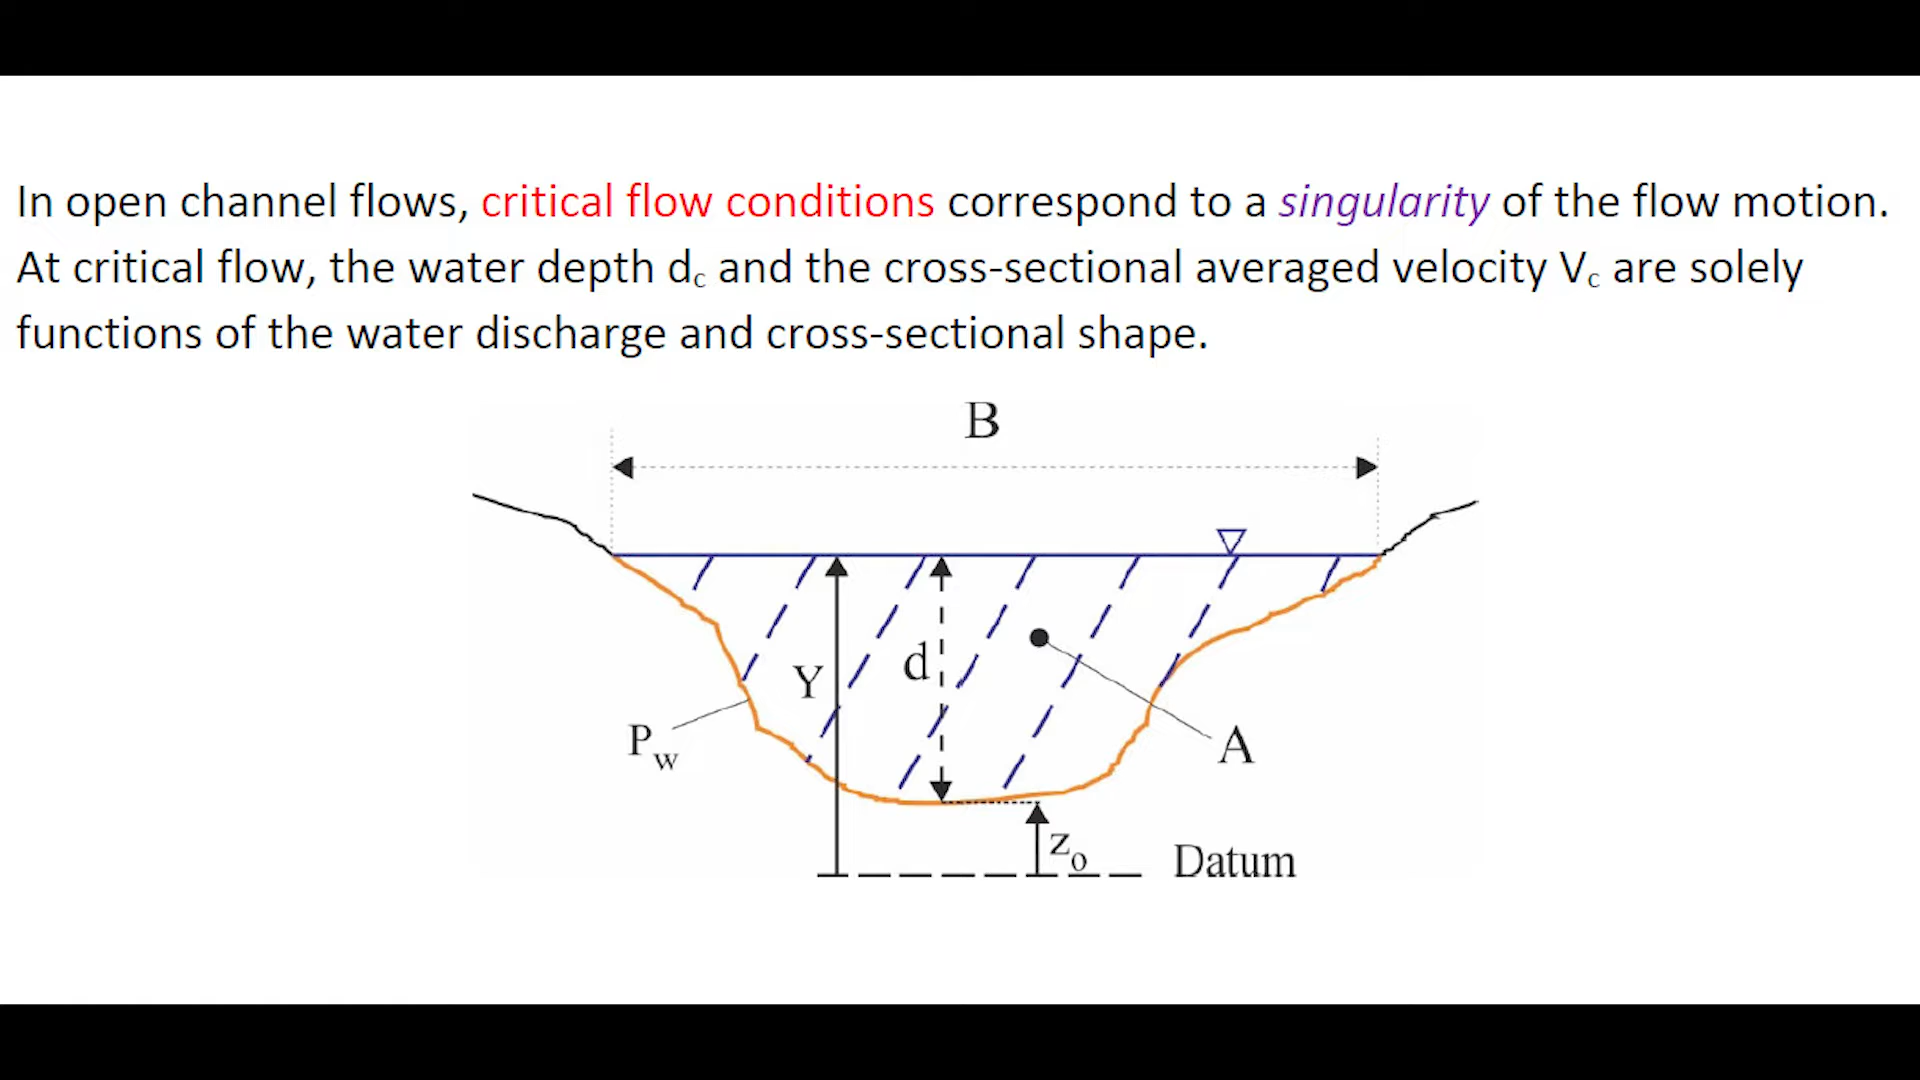 In open channel flows, critical flow conditions correspond to a singularity of the flow motion.
At critical flow, the water depth dc and the cross-sectional averaged velocity Vc are solely
functions of the water discharge and cross-sectional shape.
B
Y
d
Pw
A
zo
Datum